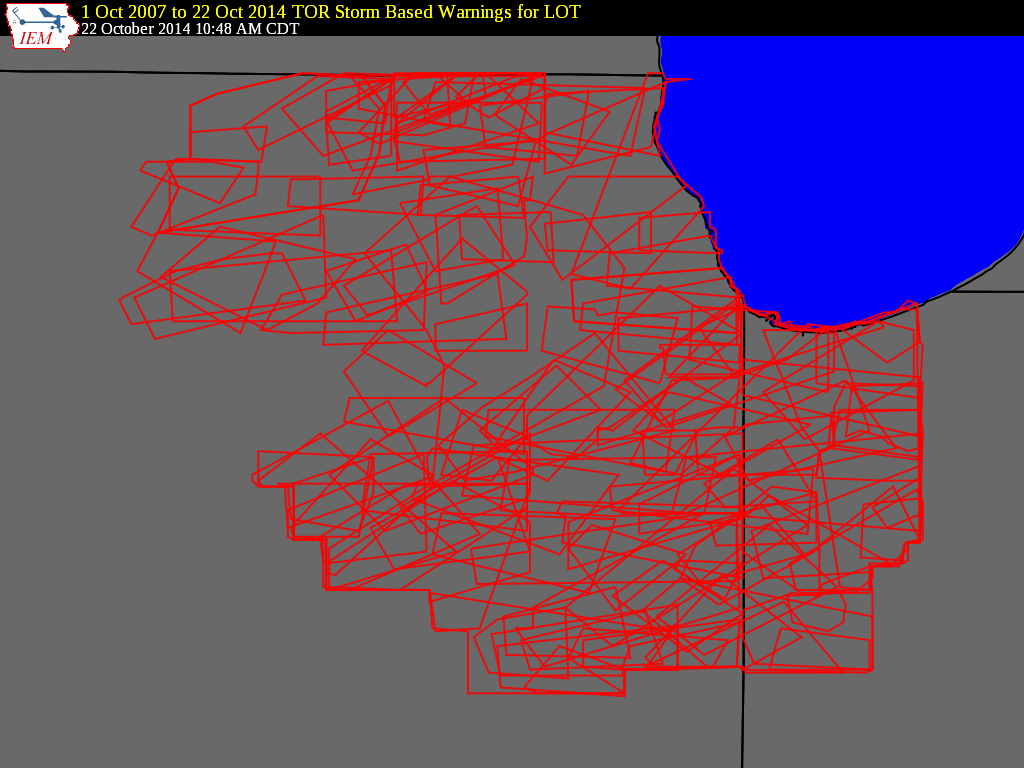 1 Oct 2007 to 22 Oct 2014 TOR Storm Based Warnings for LOT
22 October 2014 10:48 AM CDT
IEM